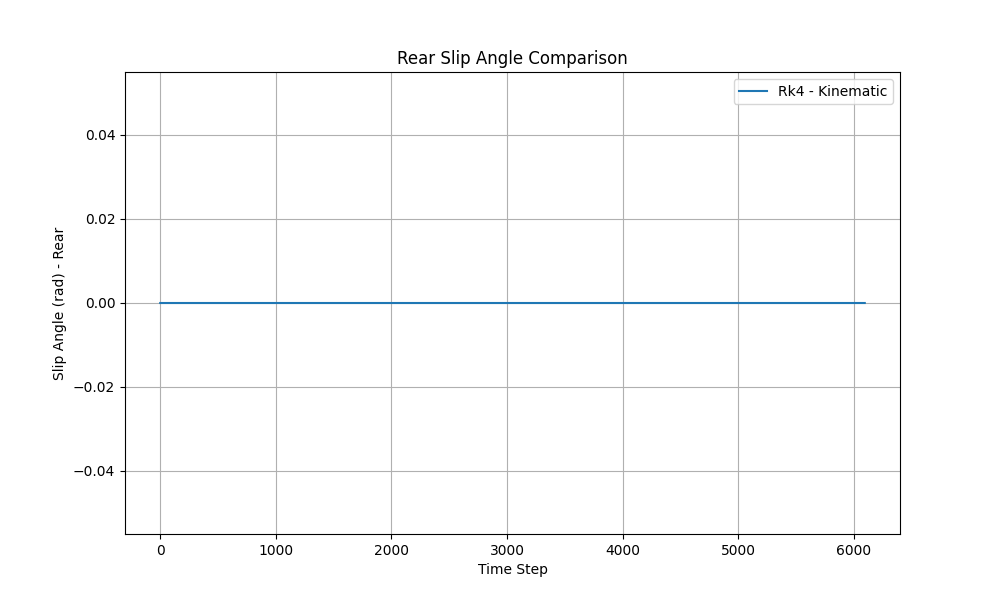 Rear Slip Angle Comparison
Rk4 - Kinematic
Slip Angle (rad) - Rear
0.04
0.02
0.00
−0.02
−0.04
0 1000 2000 3000 4000 5000 6000
Time Step